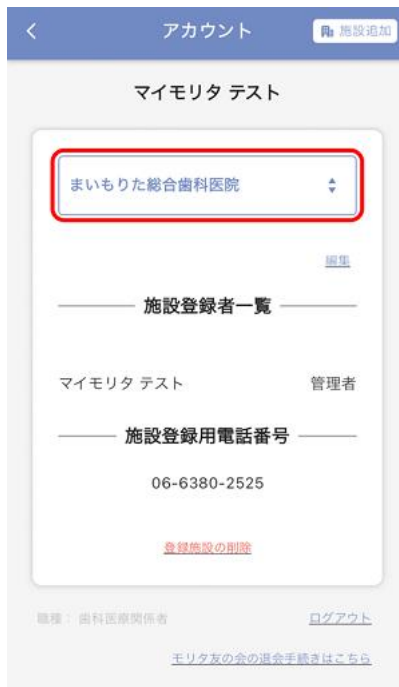 アカウント
施設追加
マイモリタ テスト
まいもりた総合歯科医院
編集
施設登録者一覧
マイモリタ テスト 管理者
施設登録用電話番号
06-6380-2525
登録施設の削除
職種： 歯科医療関係者 ログアウト
モリタ友の会の退会手続きはこちら